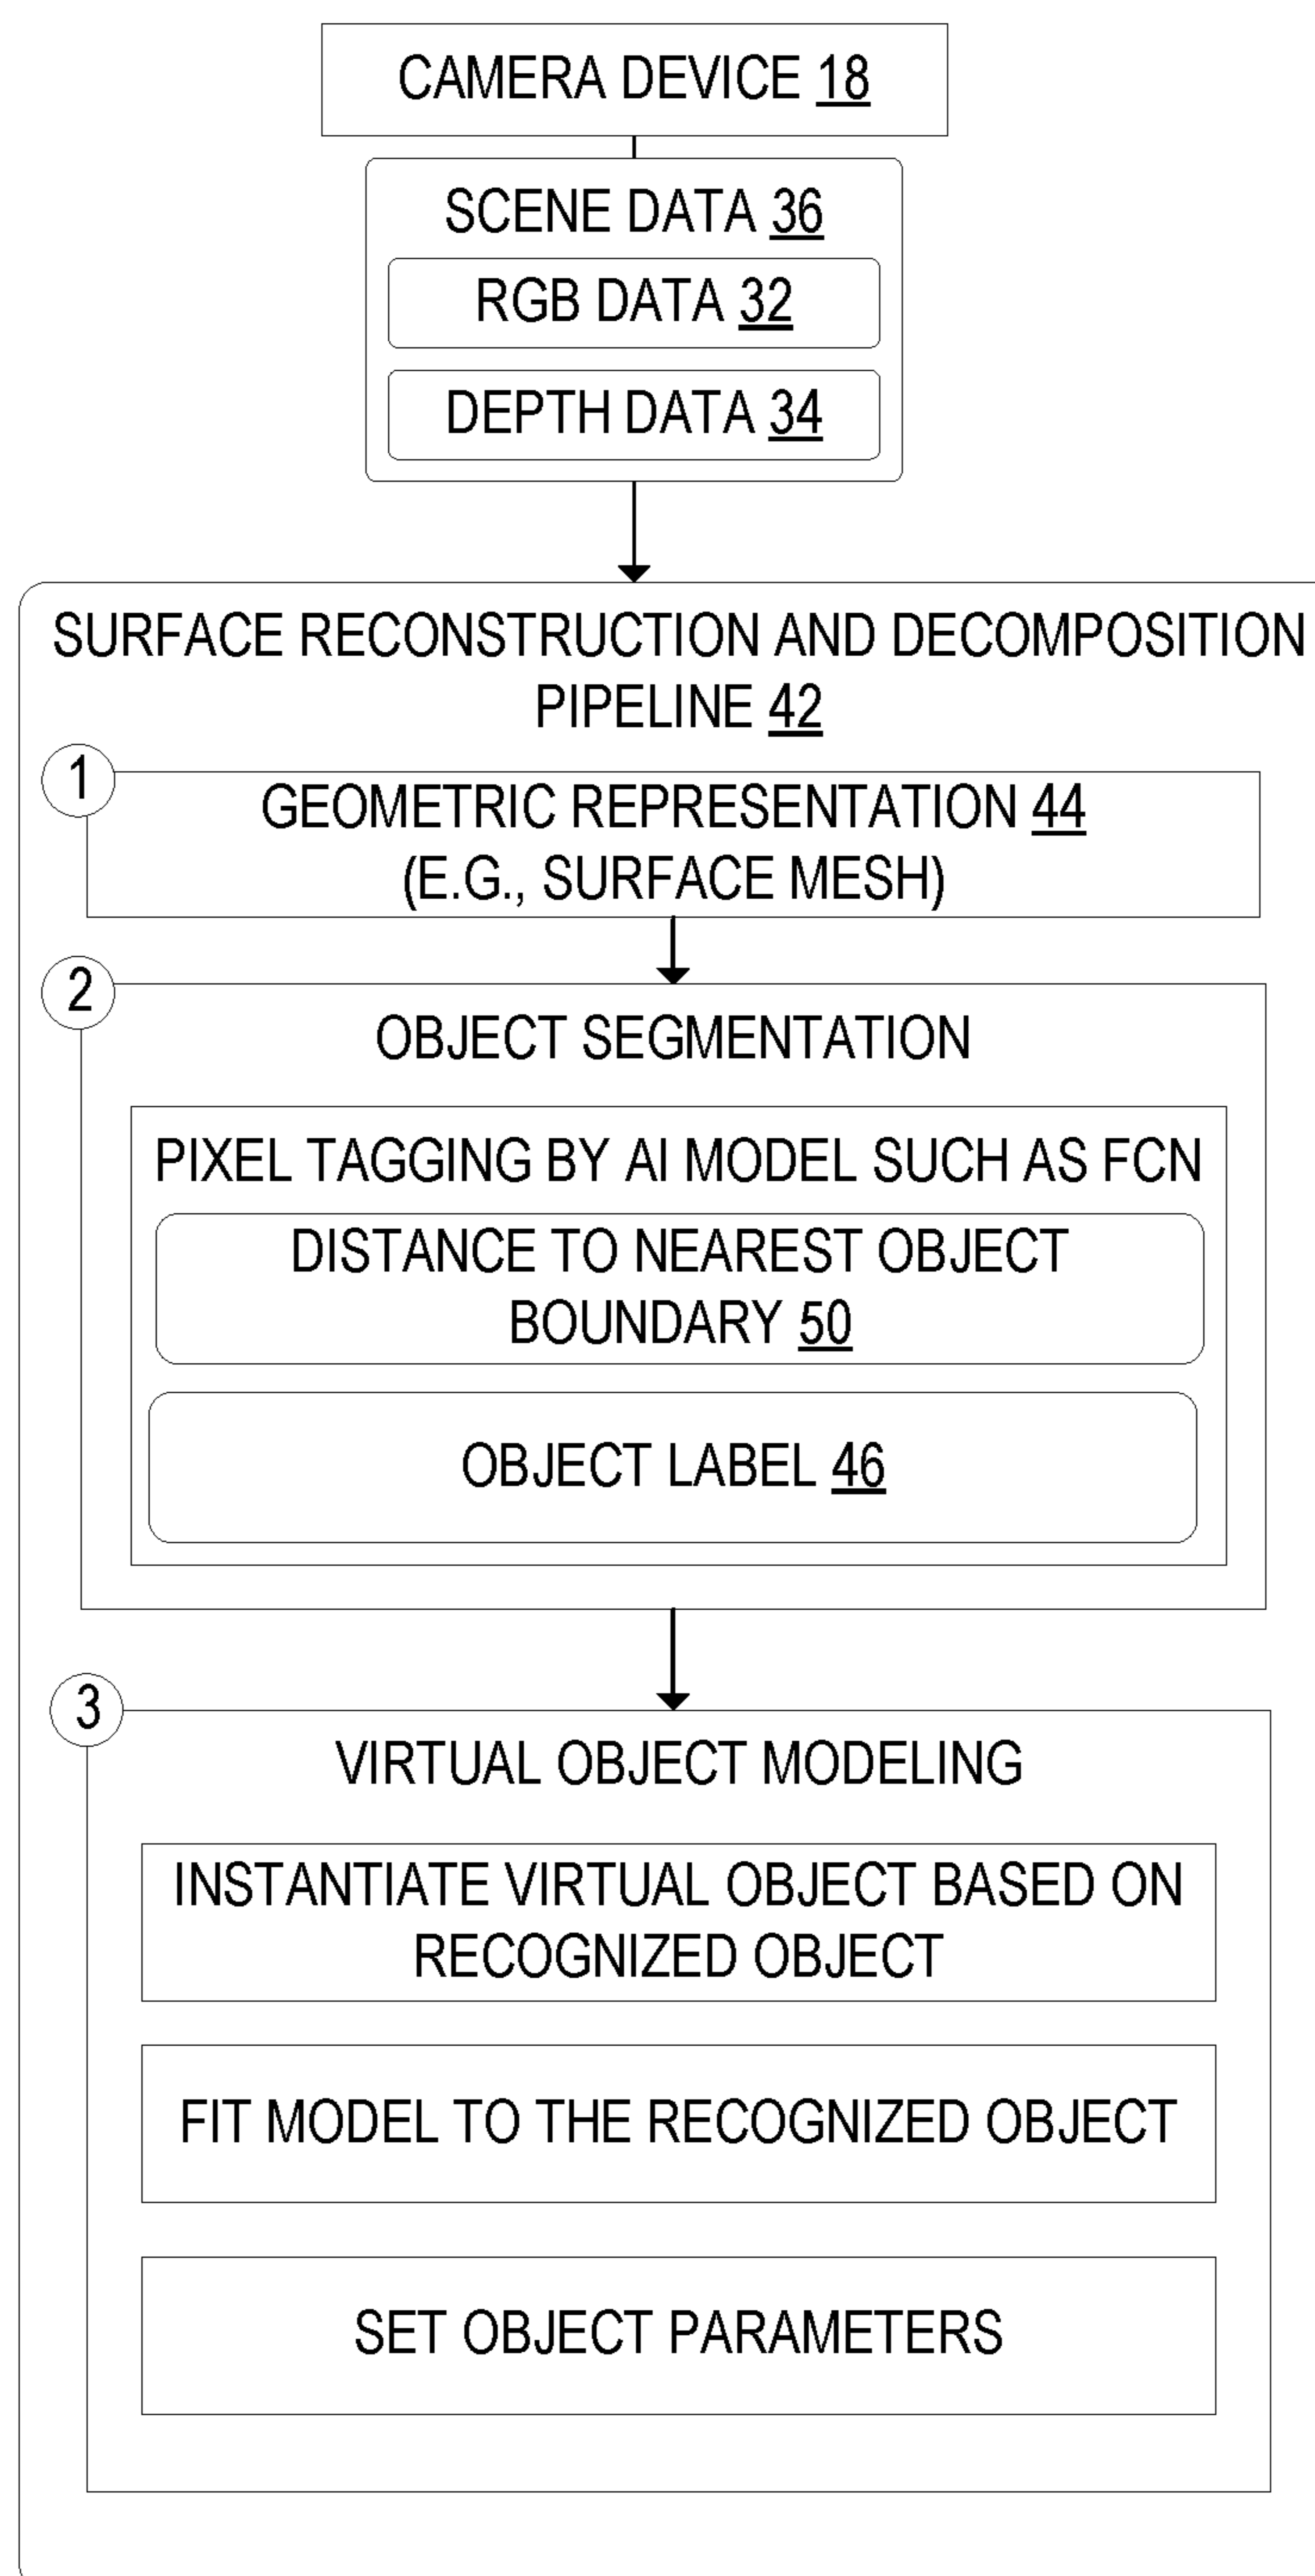 CAMERA DEVICE 18
SCENE DATA 36
RGB DATA 32
DEPTH DATA 34
SURFACE RECONSTRUCTION AND DECOMPOSITION
PIPELINE 42
1
GEOMETRIC REPRESENTATION 44
(E.G., SURFACE MESH)
2
OBJECT SEGMENTATION
PIXEL TAGGING BY AI MODEL SUCH AS FCN
DISTANCE TO NEAREST OBJECT
BOUNDARY 50
OBJECT LABEL 46
3
VIRTUAL OBJECT MODELING
INSTANTIATE VIRTUAL OBJECT BASED ON
RECOGNIZED OBJECT
FIT MODEL TO THE RECOGNIZED OBJECT
SET OBJECT PARAMETERS